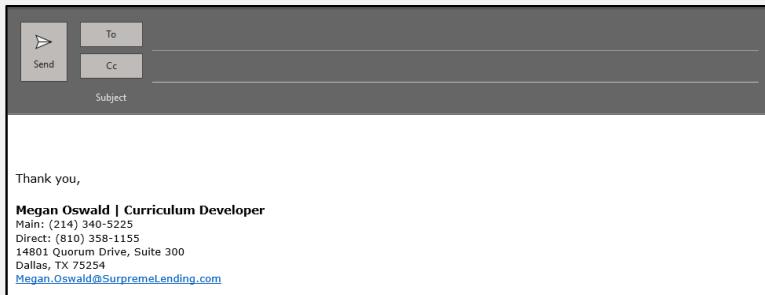 To
Send
Cc
Subject
Thank you,
Megan Oswald | Curriculum Developer
Main: (214) 340-5225
Direct: (810) 358-1155
14801 Quorum Drive, Suite 300
Dallas, TX 75254
Megan.Oswald@SurpremeLending.com